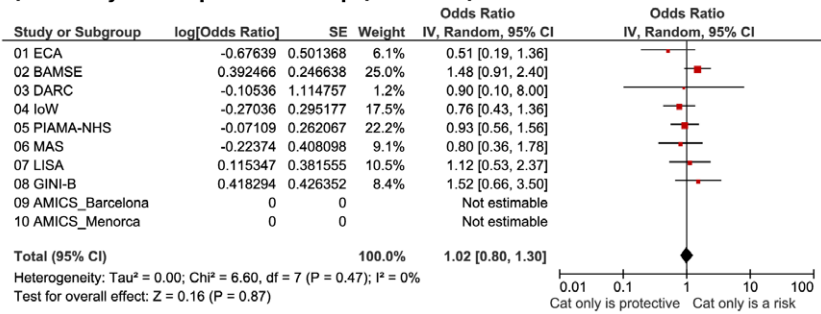 Odds Ratio Odds Ratio
Study or Subgroup log[Odds Ratio] SE Weight IV, Random, 95% CI IV, Random, 95% CI
01 ECA -0.67639 0.501368 6.1% 0.51 [0.19, 1.36]
02 BAMSE 0.392466 0.246638 25.0% 1.48 [0.91, 2.40]
03 DARC -0.10536 1.114757 1.2% 0.90 [0.10, 8.00]
04 IoW -0.27036 0.295177 17.5% 0.76 [0.43, 1.36]
05 PIAMA-NHS -0.07109 0.262067 22.2% 0.93 [0.56, 1.56]
06 MAS -0.22374 0.408098 9.1% 0.80 [0.36, 1.78]
07 LISA 0.115347 0.381555 10.5% 1.12 [0.53, 2.37]
08 GINI-B 0.418294 0.426352 8.4% 1.52 [0.66, 3.50]
09 AMICS_Barcelona 0 0 Not estimable
10 AMICS_Menorca 0 0 Not estimable
Total (95% CI) 100.0% 1.02 [0.80, 1.30]
Heterogeneity: Tau² = 0.00; Chi² = 6.60, df = 7 (P = 0.47); I² = 0%
Test for overall effect: Z = 0.16 (P = 0.87)
0.01 0.1 1 10 100
Cat only is protective Cat only is a risk